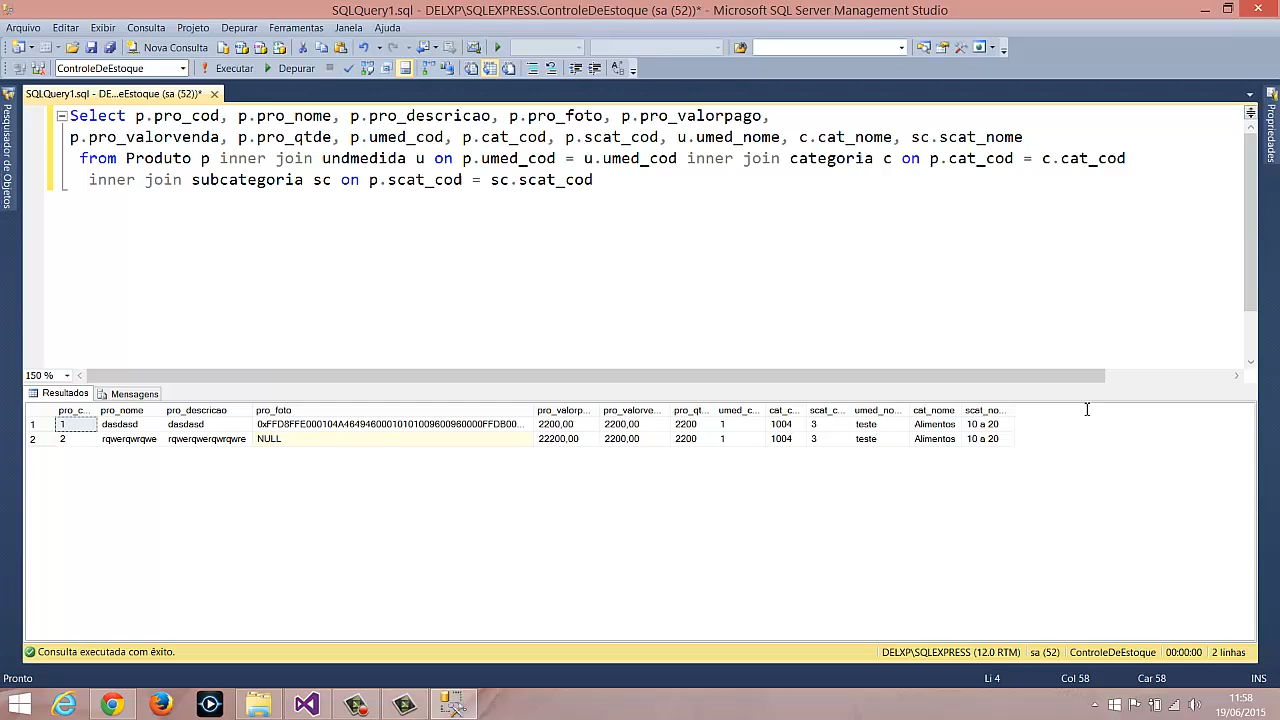 SQLQuery1.sql - DELXP\SQLEXPRESS.ControleDeEstoque (sa (52))* - Microsoft SQL Server Management Studio
Arquivo Editar Exibir Consulta Projeto Depurar Ferramentas Janela Ajuda
Nova Consulta
ControleDeEstoque Executar Depurar
SQLQuery1.sql - DE...eEstoque (sa (52))*
Pesquisador de Objetos
Propriedades
Select p.pro_cod, p.pro_nome, p.pro_descricao, p.pro_foto, p.pro_valorpago,
p.pro_valorvenda, p.pro_qtde, p.umed_cod, p.cat_cod, p.scat_cod, u.umed_nome, c.cat_nome, sc.scat_nome
from Produto p inner join undmedida u on p.umed_cod = u.umed_cod inner join categoria c on p.cat_cod = c.cat_cod
inner join subcategoria sc on p.scat_cod = sc.scat_cod
150 %
Resultados Mensagens
pro_c... pro_nome pro_descricao pro_foto pro_valorp... pro_valorve... pro_qt... umed_c... cat_c... scat_c... umed_no... cat_nome scat_no...
1 1 dasdasd dasdasd 0xFFD8FFE000104A46494600010101009600960000FFDB00... 2200,00 2200,00 2200 1 1004 3 teste Alimentos 10 a 20
2 2 rqwerqwrqwe rqwerqwerqwrqwre NULL 22200,00 2200,00 2200 1 1004 3 teste Alimentos 10 a 20
Consulta executada com êxito. DELXP\SQLEXPRESS (12.0 RTM) sa (52) ControleDeEstoque 00:00:00 2 linhas
Pronto Li 4 Col 58 Car 58 INS
11:58
19/06/2015